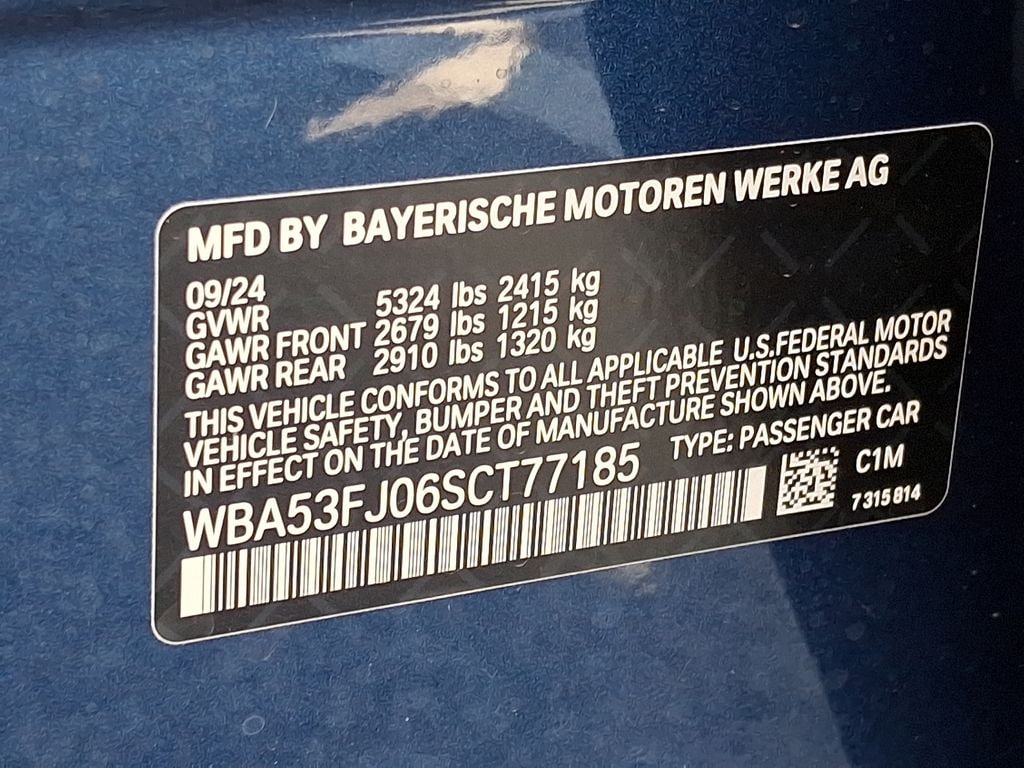 MFD BY BAYERISCHE MOTOREN WERKE AG
09/24
GVWR 5324 lbs 2415 kg
GAWR FRONT 2679 lbs 1215 kg
GAWR REAR 2910 lbs 1320 kg
THIS VEHICLE CONFORMS TO ALL APPLICABLE U.S.FEDERAL MOTOR
VEHICLE SAFETY, BUMPER AND THEFT PREVENTION STANDARDS
IN EFFECT ON THE DATE OF MANUFACTURE SHOWN ABOVE.
WBA53FJ06SCT77185 TYPE: PASSENGER CAR
C1M
7315814